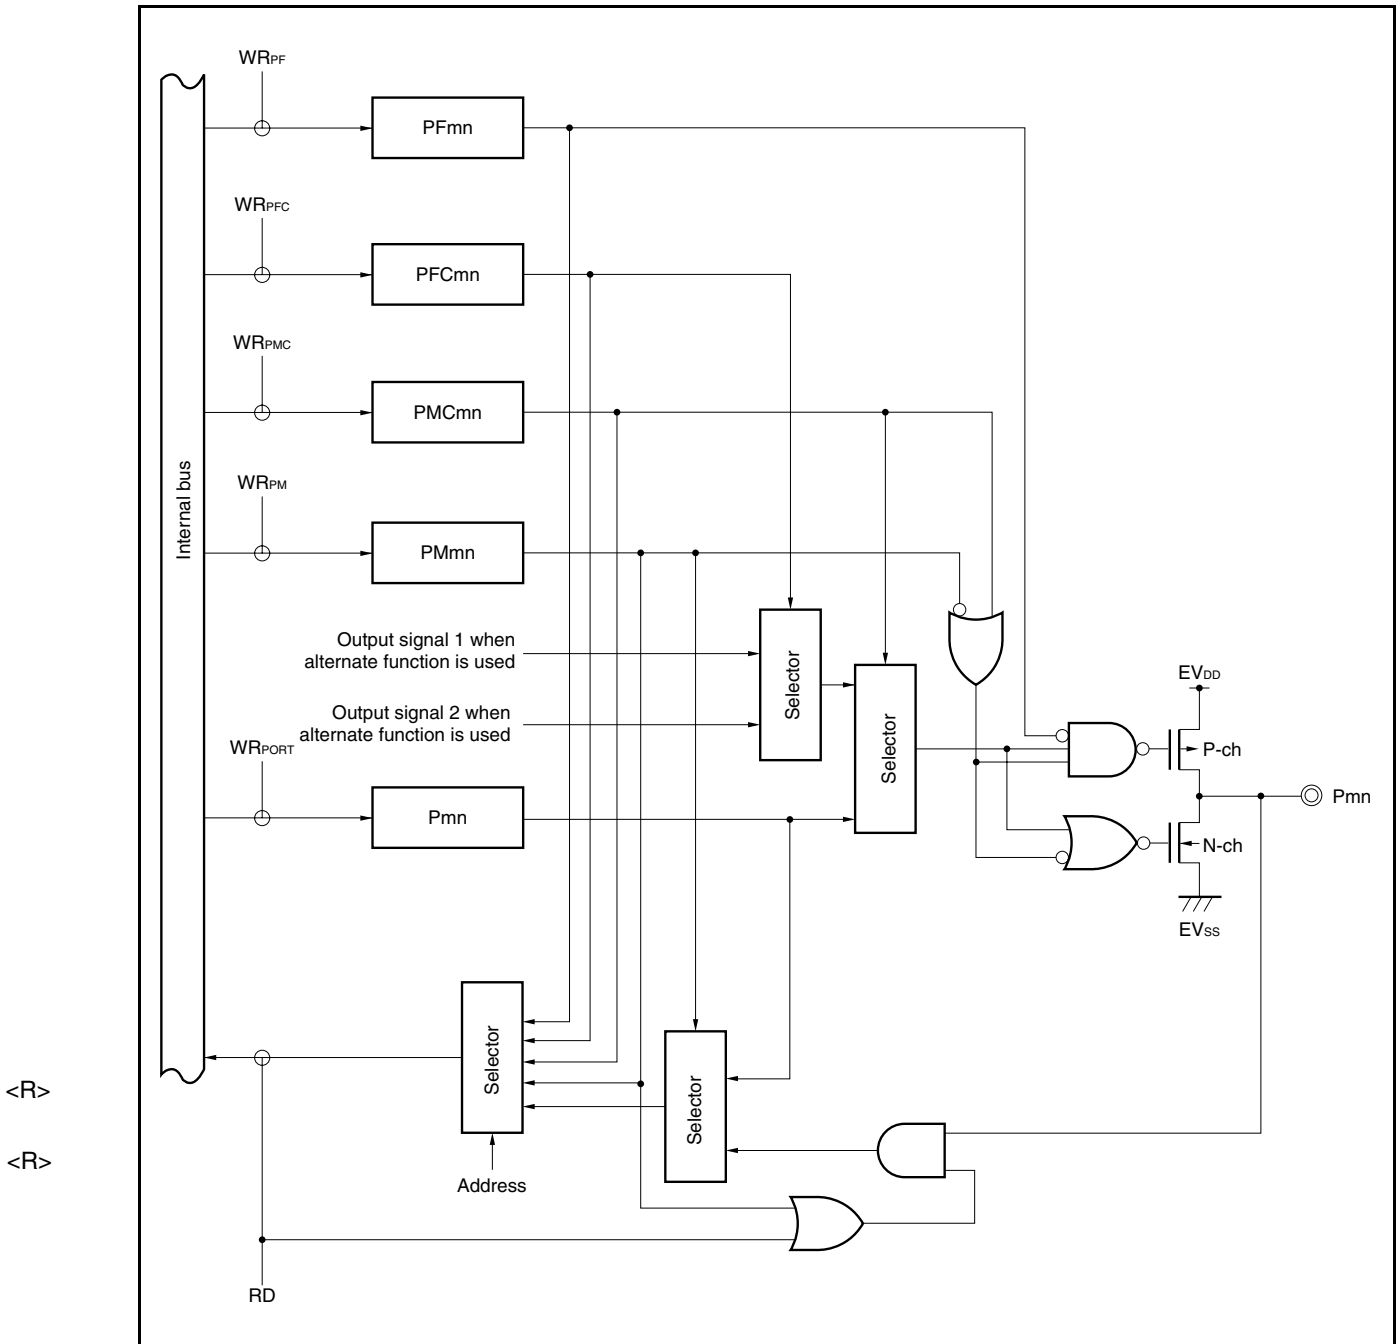 WRPF
PFmn
WRPFC
PFCmn
WRPMC
PMCmn
Internal bus
WRPM
PMmn
Output signal 1 when
alternate function is used
Selector
Output signal 2 when
alternate function is used
Selector
EVDD
P-ch
WRPORT
Pmn
Pmn
N-ch
EVSS
Selector
Selector
<R>
<R>
Address
RD